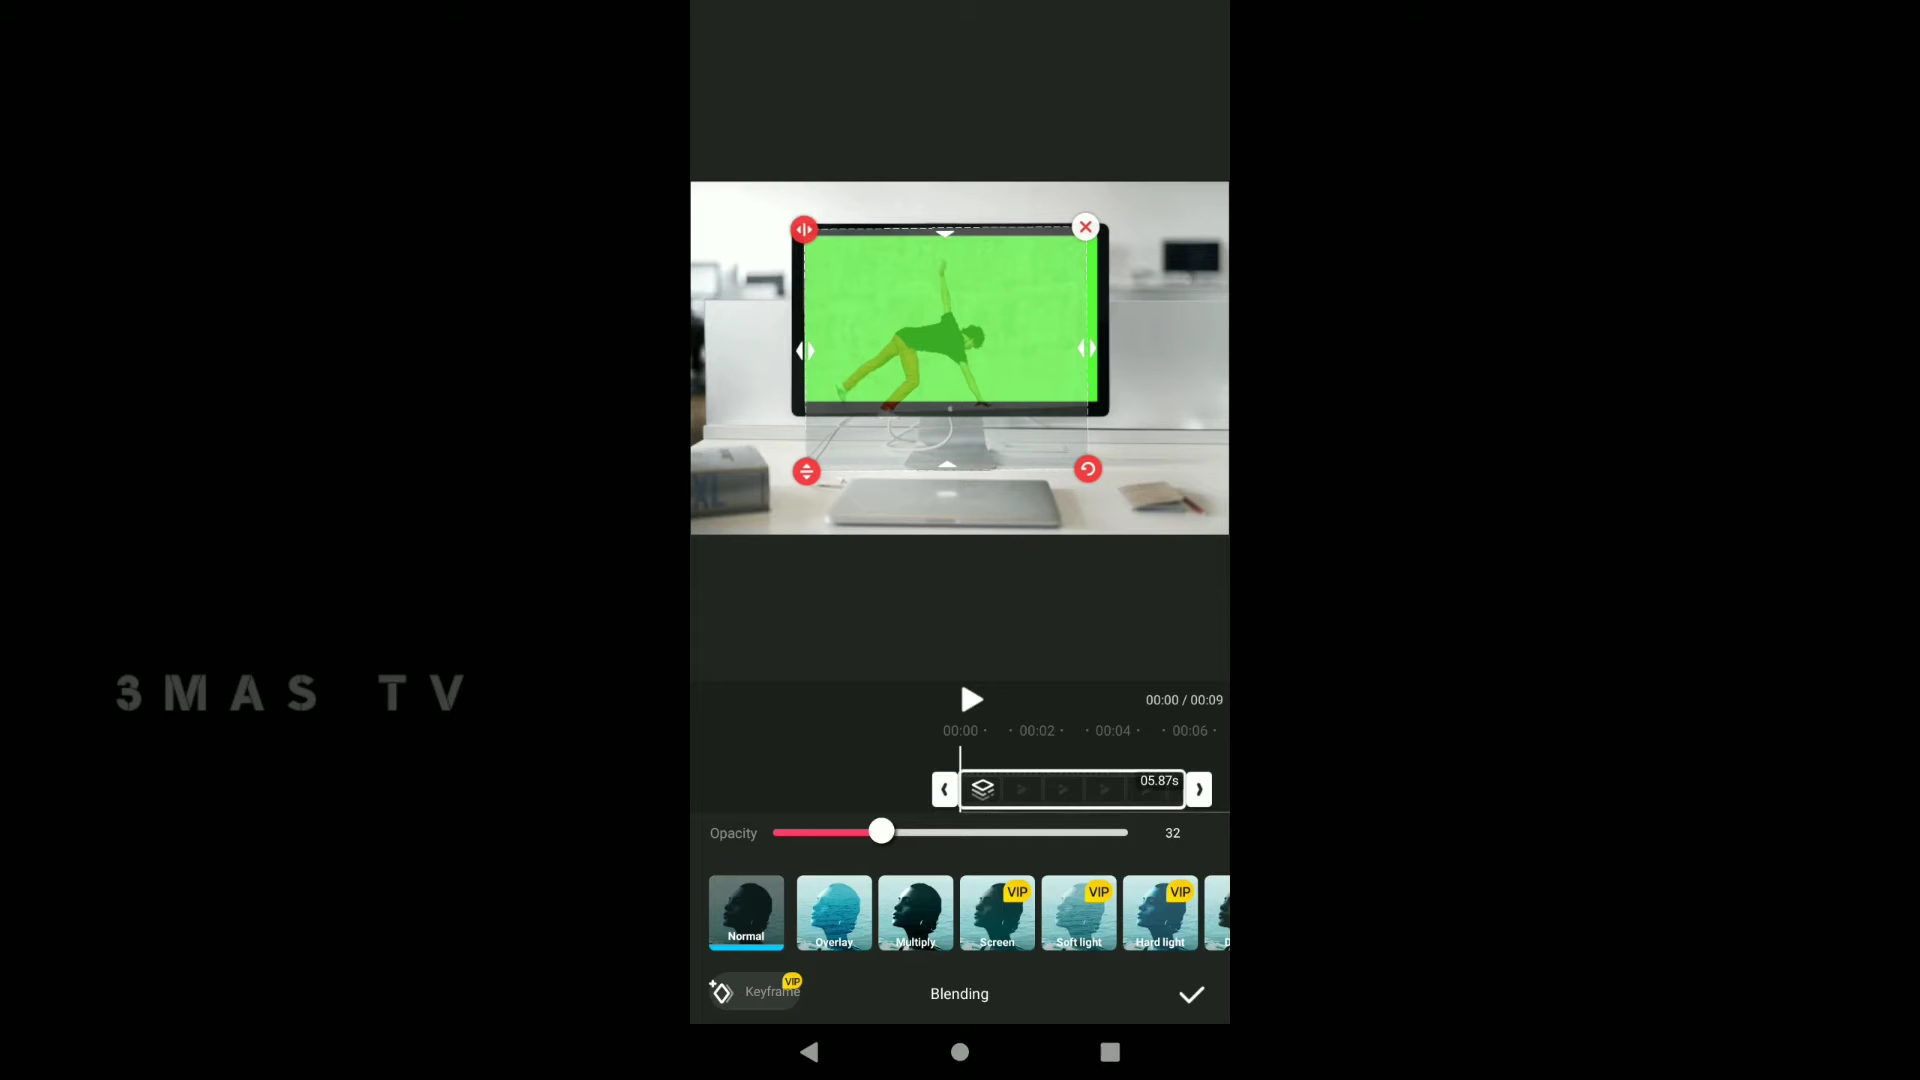 3MAS TV
00:00 / 00:09
00:00 00:02 00:04 00:06
05.87s
Opacity 32
VIP VIP VIP
Normal Overlay Multiply Screen Soft light Hard light
VIP
Keyframe Blending